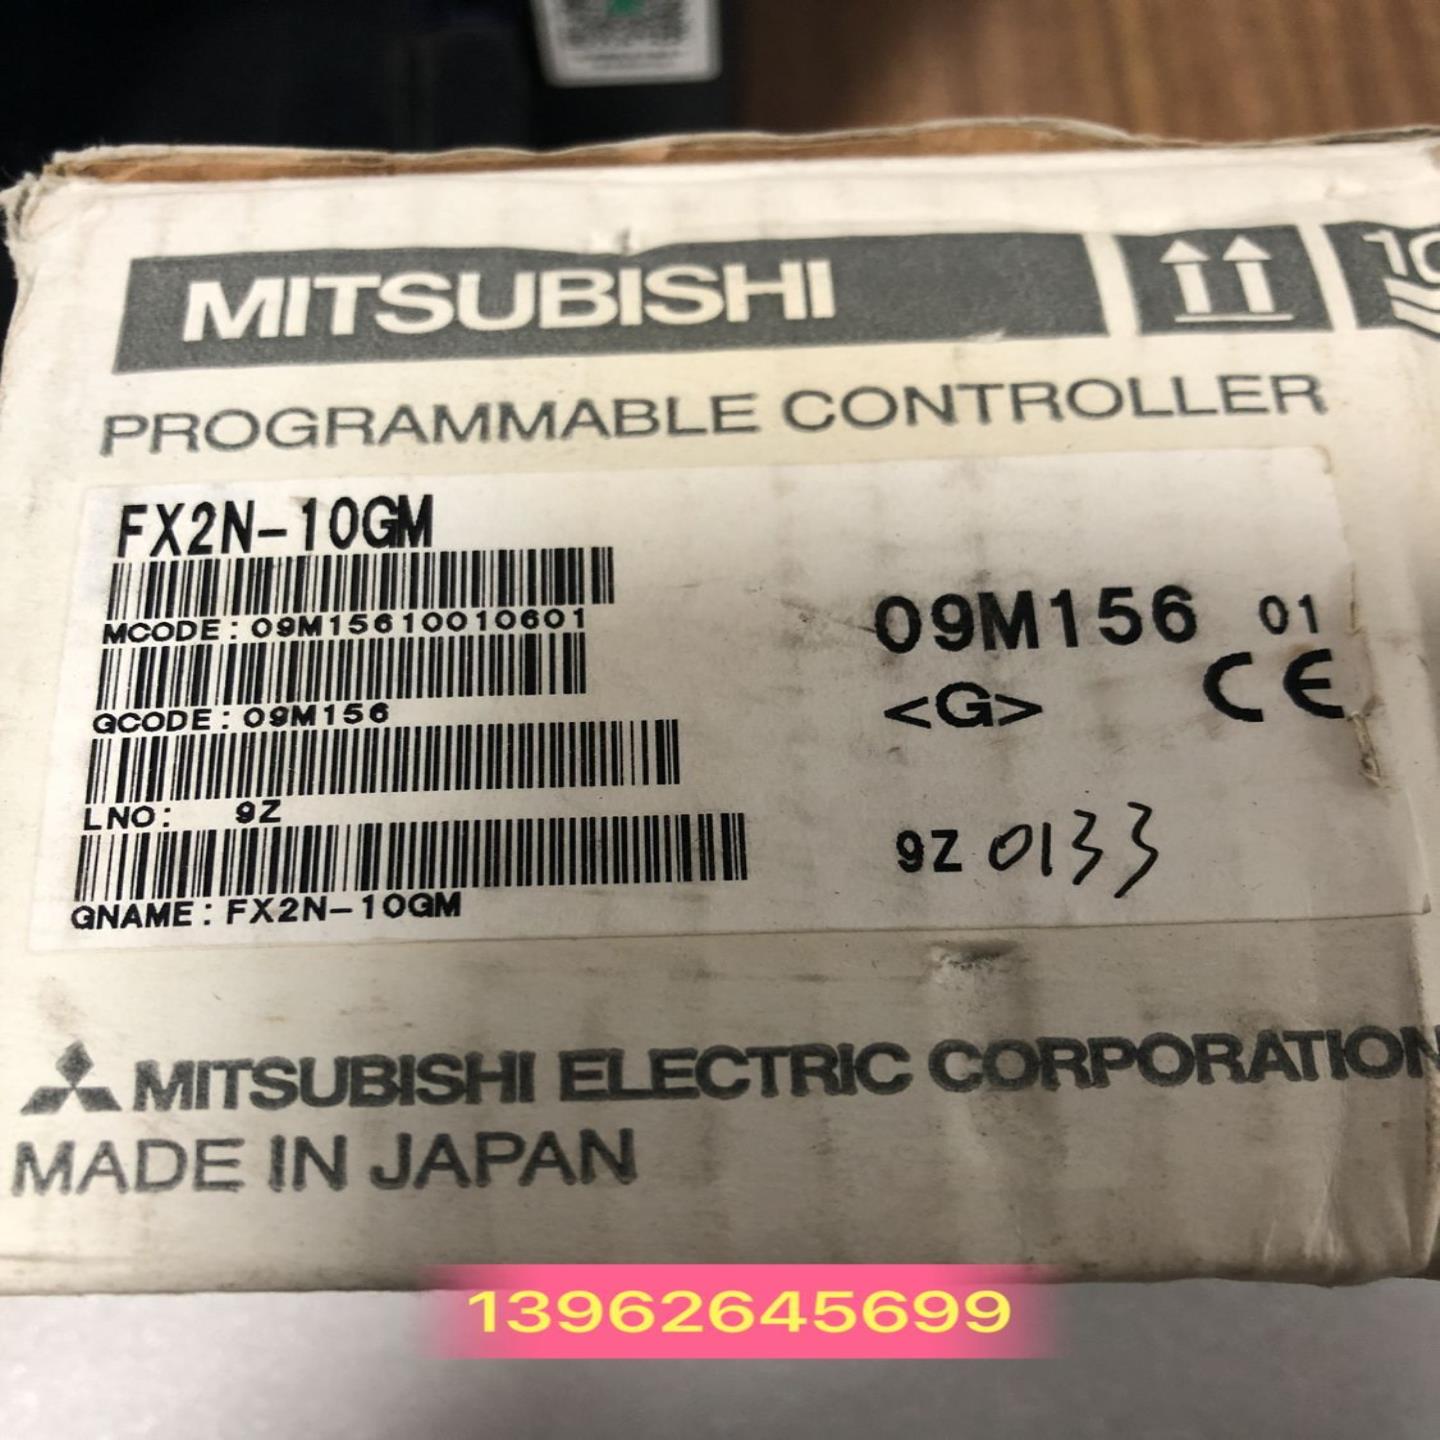 MITSUBISHI
PROGRAMMABLE CONTROLLER
FX2N-10GM
MCODE: 09M15610010601
GCODE: 09M156
LNO: 9Z
GNAME: FX2N-10GM
09M156 01
<G> CE
9Z 0133
MITSUBISHI ELECTRIC CORPORATION
MADE IN JAPAN
13962645699